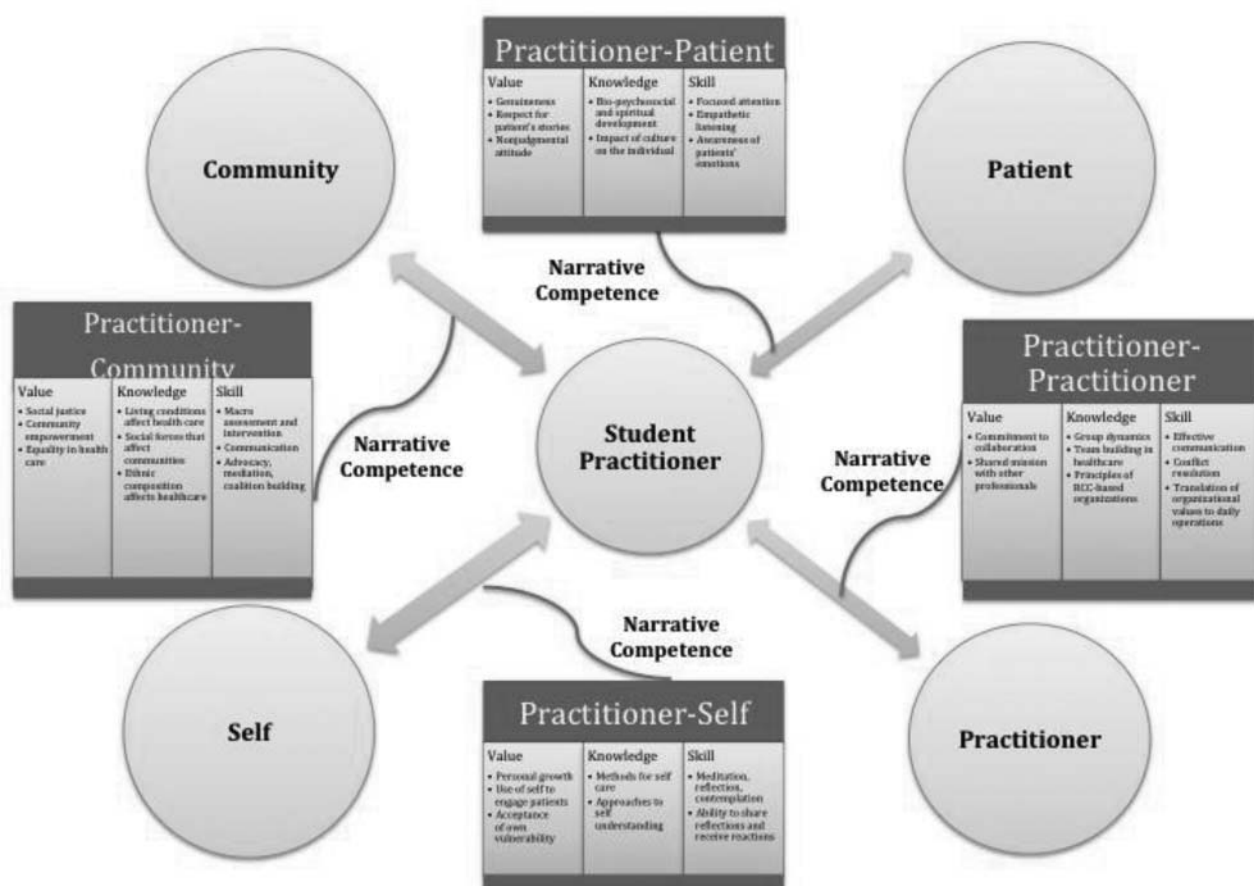 Practitioner-Patient
Value
• Genuineness
• Respect for
patient's stories
• Nonjudgmental
attitude
Knowledge
• Bio-psychosocial
and spiritual
development
• Impact of culture
on the individual
Skill
• Focused attention
• Empathetic
listening
• Awareness of
patients'
emotions
Community
Patient
Narrative
Competence
Practitioner-
Community
Value
• Social justice
• Community
empowerment
• Equality in health
care
Knowledge
• Living conditions
affect health care
• Social forces that
affect
communities
• Ethnic
composition
affects healthcare
Skill
• Macro
assessment and
intervention
• Communication
• Advocacy,
mediation,
coalition building
Narrative
Competence
Student
Practitioner
Narrative
Competence
Practitioner-
Practitioner
Value
• Commitment to
collaboration
• Shared mission
with other
professionals
Knowledge
• Group dynamics
• Team building in
healthcare
• Principles of
RCC-based
organizations
Skill
• Effective
communication
• Conflict
resolution
• Translation of
organizational
values to daily
operations
Narrative
Competence
Self
Practitioner-Self
Value
• Personal growth
• Use of self to
engage patients
• Acceptance
of own
vulnerability
Knowledge
• Methods for self
care
• Approaches to
self
understanding
Skill
• Meditation,
reflection,
contemplation
• Ability to share
reflections and
receive reactions
Practitioner